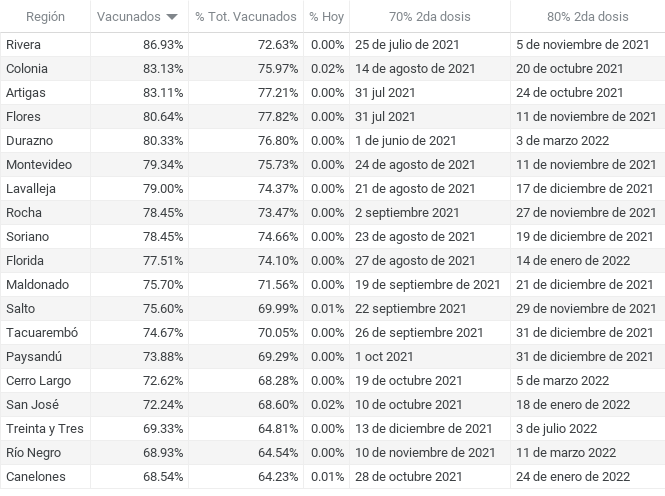 Región Vacunados % Tot. Vacunados % Hoy 70% 2da dosis 80% 2da dosis
Rivera 86.93% 72.63% 0.00% 25 de julio de 2021 5 de noviembre de 2021
Colonia 83.13% 75.97% 0.02% 14 de agosto de 2021 20 de octubre 2021
Artigas 83.11% 77.21% 0.00% 31 jul 2021 24 de octubre 2021
Flores 80.64% 77.82% 0.00% 31 jul 2021 11 de noviembre de 2021
Durazno 80.33% 76.80% 0.00% 1 de junio de 2021 3 de marzo 2022
Montevideo 79.34% 75.73% 0.00% 24 de agosto de 2021 11 de noviembre de 2021
Lavalleja 79.00% 74.37% 0.00% 21 de agosto de 2021 17 de diciembre de 2021
Rocha 78.45% 73.47% 0.00% 2 septiembre 2021 27 de noviembre de 2021
Soriano 78.45% 74.66% 0.00% 23 de agosto de 2021 19 de diciembre de 2021
Florida 77.51% 74.10% 0.00% 27 de agosto de 2021 14 de enero de 2022
Maldonado 75.70% 71.56% 0.00% 19 de septiembre de 2021 21 de diciembre de 2021
Salto 75.60% 69.99% 0.01% 22 septiembre 2021 29 de noviembre de 2021
Tacuarembó 74.67% 70.05% 0.00% 26 de septiembre 2021 31 de diciembre de 2021
Paysandú 73.88% 69.29% 0.00% 1 oct 2021 31 de diciembre de 2021
Cerro Largo 72.62% 68.28% 0.00% 19 de octubre 2021 5 de marzo 2022
San José 72.24% 68.60% 0.02% 10 de octubre 2021 18 de enero de 2022
Treinta y Tres 69.33% 64.81% 0.00% 13 de diciembre de 2021 3 de julio 2022
Río Negro 68.93% 64.54% 0.00% 10 de noviembre de 2021 11 de marzo 2022
Canelones 68.54% 64.23% 0.01% 28 de octubre 2021 24 de enero de 2022